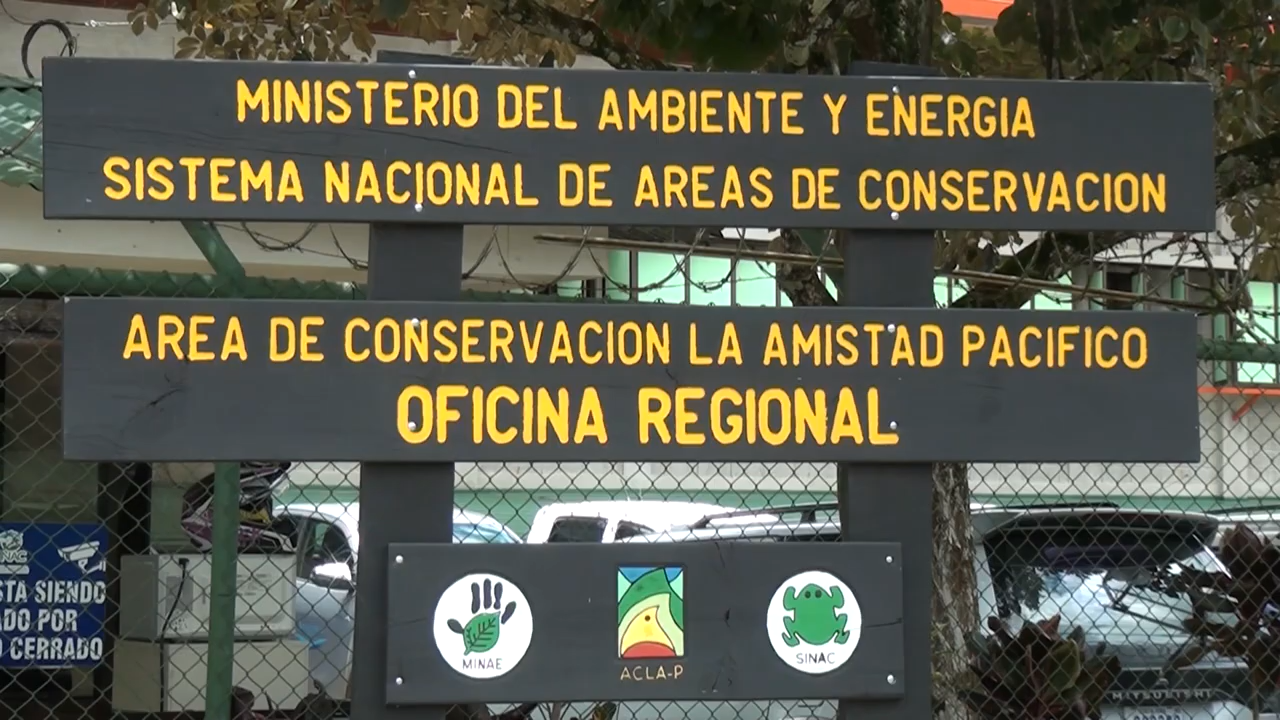 MINISTERIO DEL AMBIENTE Y ENERGIA
SISTEMA NACIONAL DE AREAS DE CONSERVACION
AREA DE CONSERVACION LA AMISTAD PACIFICO
OFICINA REGIONAL
MINAE
ACLA-P
SINAC
SIENDO
POR
CERRADO
MITSUBISHI